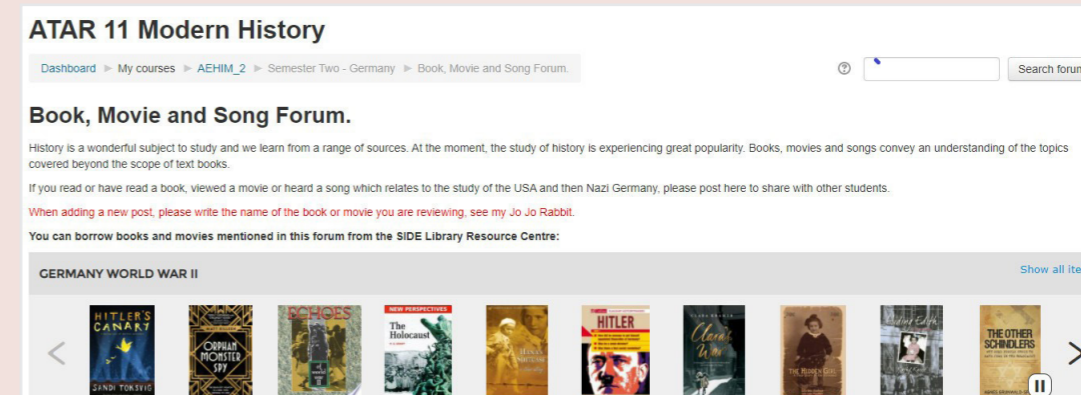 ATAR 11 Modern History
Dashboard ► My courses ► AEHIM_2 ► Semester Two - Germany ► Book, Movie and Song Forum.
Search forum
Book, Movie and Song Forum.
History is a wonderful subject to study and we learn from a range of sources. At the moment, the study of history is experiencing great popularity. Books, movies and songs convey an understanding of the topics
covered beyond the scope of text books.
If you read or have read a book, viewed a movie or heard a song which relates to the study of the USA and then Nazi Germany, please post here to share with other students.
When adding a new post, please write the name of the book or movie you are reviewing, see my Jo Jo Rabbit.
You can borrow books and movies mentioned in this forum from the SIDE Library Resource Centre:
GERMANY WORLD WAR II
Show all ite
HITLER'S
CANARY
SANDI TOKSVIG
ORPHAN
MONSTER
SPY
ECHOES
NEW PERSPECTIVES
The
Holocaust
HANA'S
SUITCASE
HITLER
CLARA KRAMER
Clara's
War
THE HIDDEN GIRL
THE OTHER
SCHINDLERS